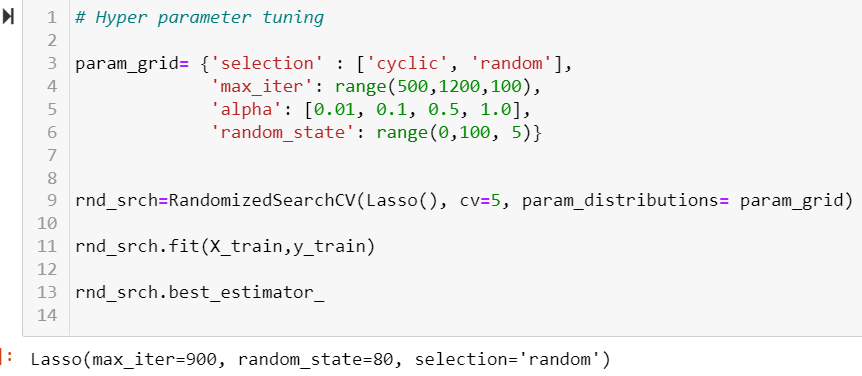 1 # Hyper parameter tuning
2
3 param_grid= {'selection' : ['cyclic', 'random'],
4 'max_iter': range(500,1200,100),
5 'alpha': [0.01, 0.1, 0.5, 1.0],
6 'random_state': range(0,100, 5)}
7
8
9 rnd_srch=RandomizedSearchCV(Lasso(), cv=5, param_distributions= param_grid)
10
11 rnd_srch.fit(X_train,y_train)
12
13 rnd_srch.best_estimator_
14
]: Lasso(max_iter=900, random_state=80, selection='random')